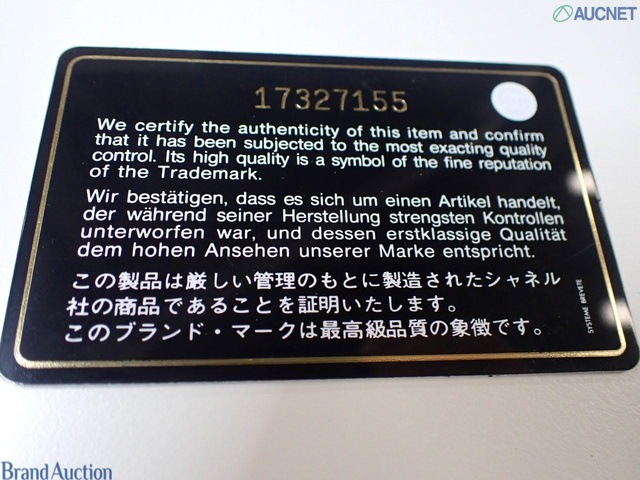 AUCNET
17327155
We certify the authenticity of this item and confirm
that it has been subjected to the most exacting quality
control. Its high quality is a symbol of the fine reputation
of the Trademark.
Wir bestätigen, dass es sich um einen Artikel handelt,
der während seiner Herstellung strengsten Kontrollen
unterworfen war, und dessen erstklassige Qualität
dem hohen Ansehen unserer Marke entspricht.
この製品は厳しい管理のもとに製造されたシャネル
社の商品であることを証明いたします。
このブランド・マークは最高級品質の象徴です。
SYSTEME BREVETE
Brand Auction